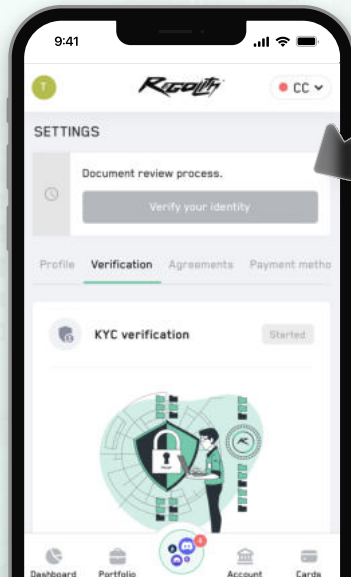 9:41
T
REGOLITH
CC
SETTINGS
Document review process.
Verify your identity
Profile Verification Agreements Payment metho
KYC verification
Started
4
Dashboard Portfolio Account Cards